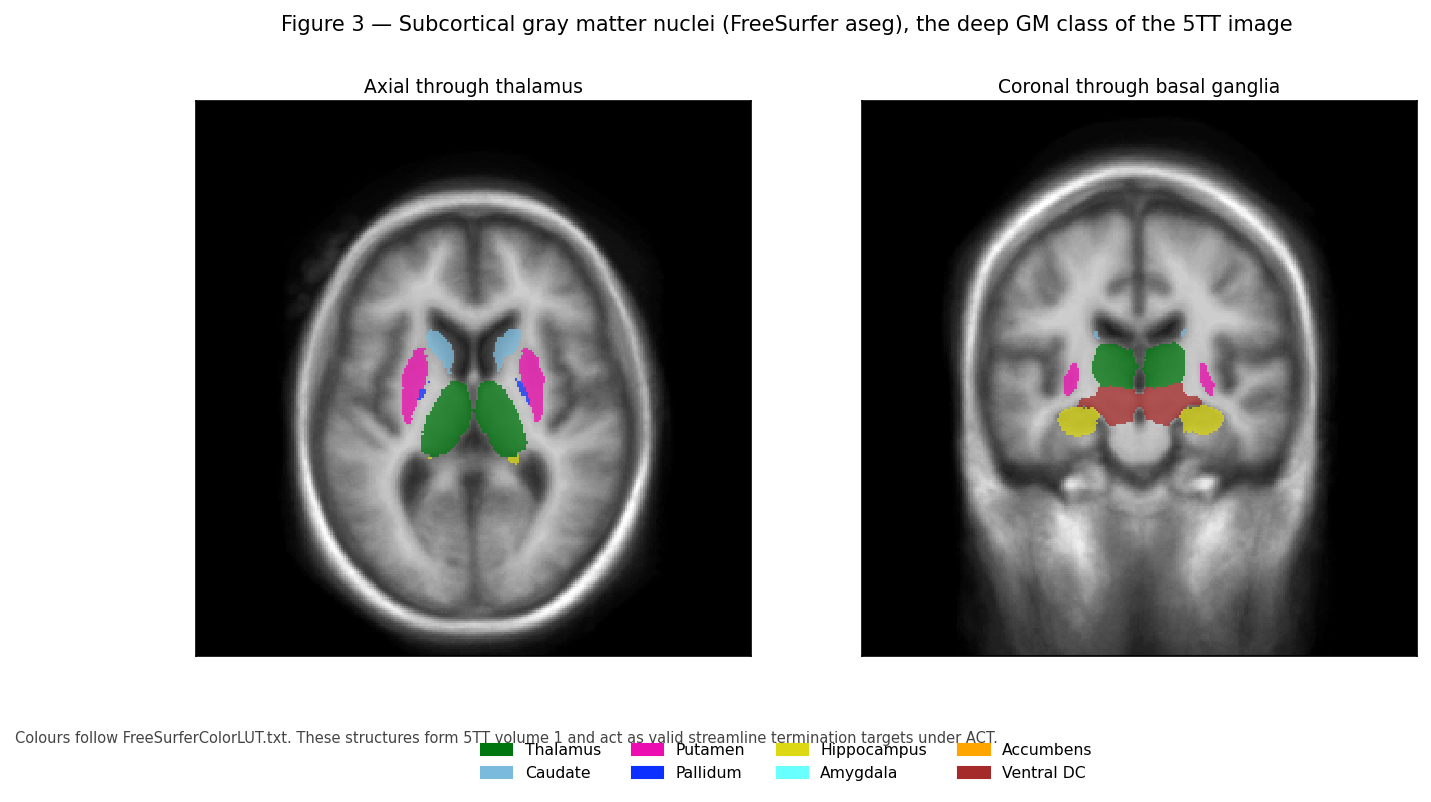 Figure 3 — Subcortical gray matter nuclei (FreeSurfer aseg), the deep GM class of the 5TT image
Axial through thalamus
Coronal through basal ganglia
Colours follow FreeSurferColorLUT.txt. These structures form 5TT volume 1 and act as valid streamline termination targets under ACT.
Thalamus Putamen Hippocampus Accumbens
Caudate Pallidum Amygdala Ventral DC